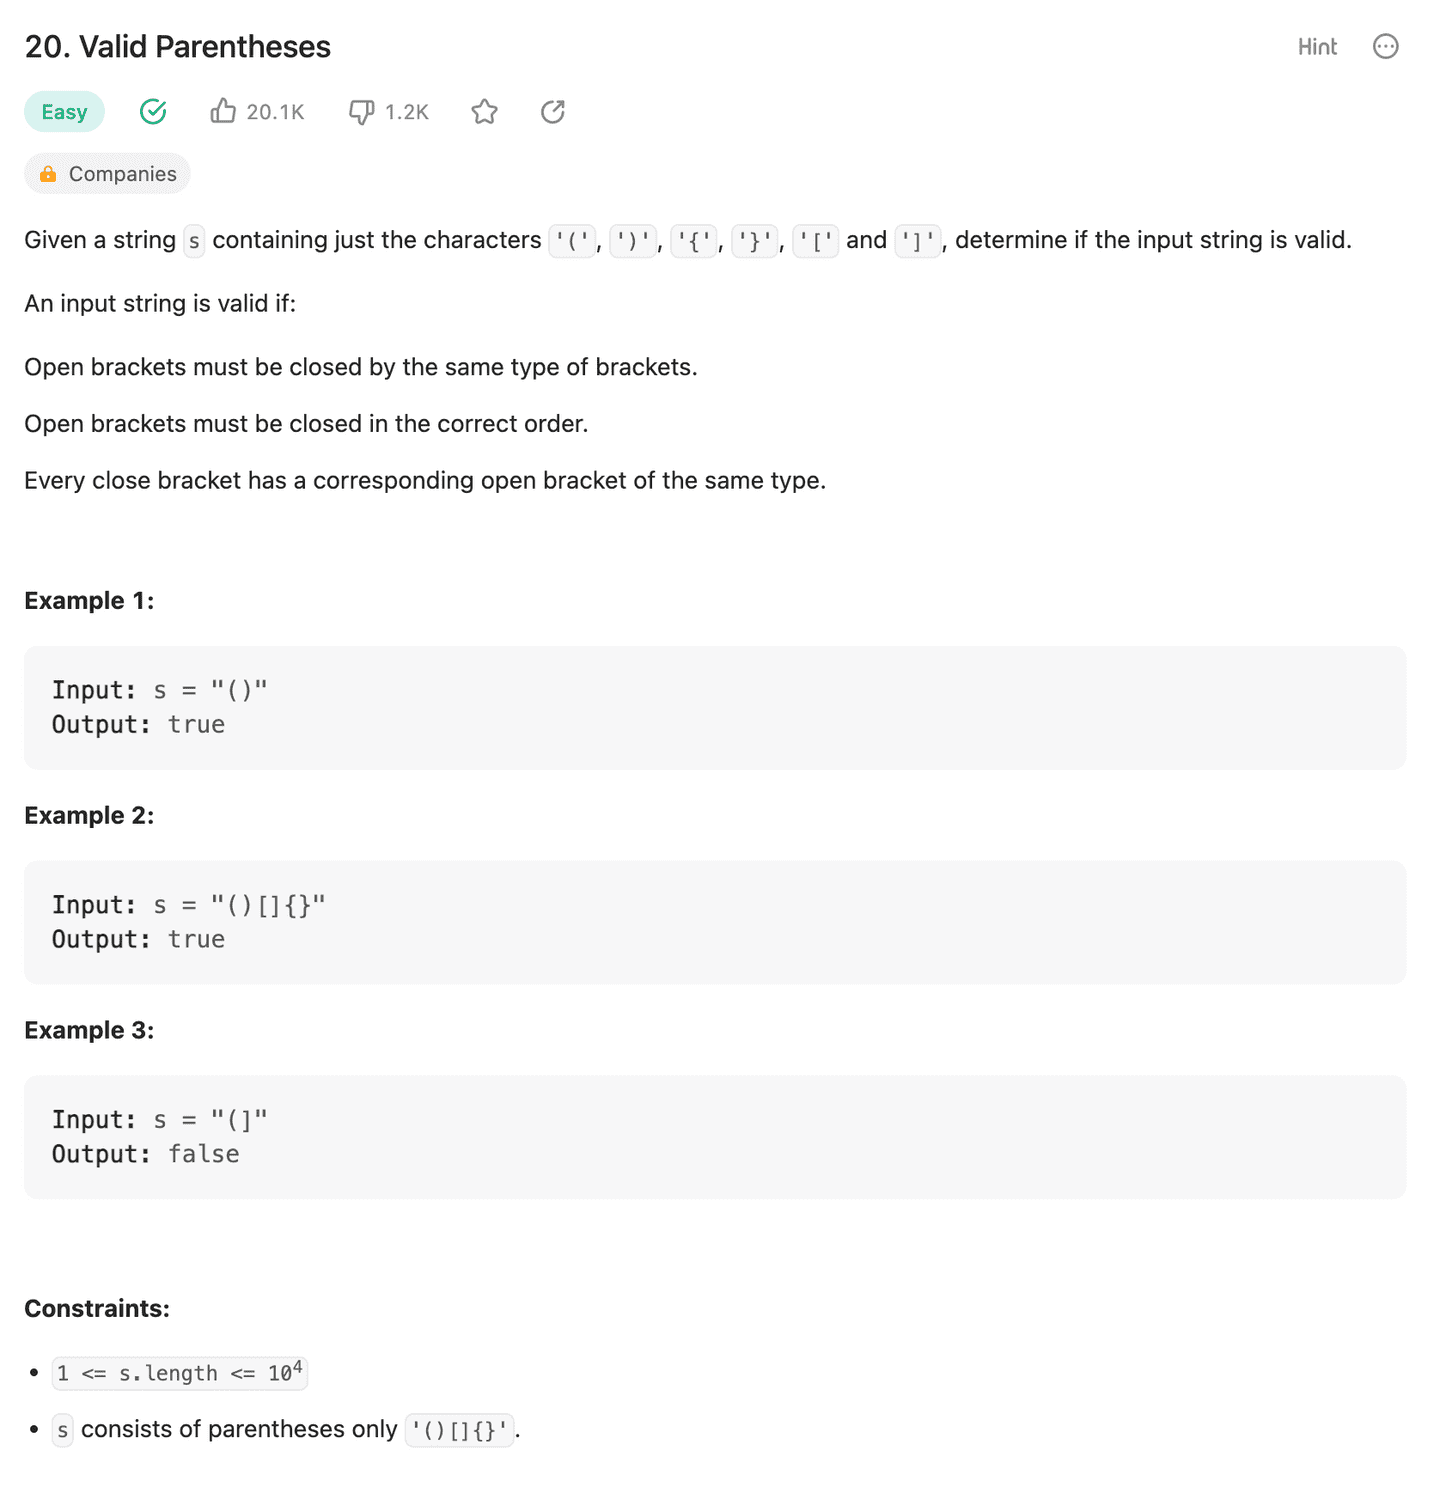 20. Valid Parentheses
Hint
Easy
20.1K
1.2K
Companies
Given a string s containing just the characters '(', ')', '{', '}', '[' and ']', determine if the input string is valid.
An input string is valid if:
Open brackets must be closed by the same type of brackets.
Open brackets must be closed in the correct order.
Every close bracket has a corresponding open bracket of the same type.
Example 1:
Input: s = "()"
Output: true
Example 2:
Input: s = "()[]{}"
Output: true
Example 3:
Input: s = "(]"
Output: false
Constraints:
• 1 <= s.length <= 10⁴
• s consists of parentheses only '()[]{}'.